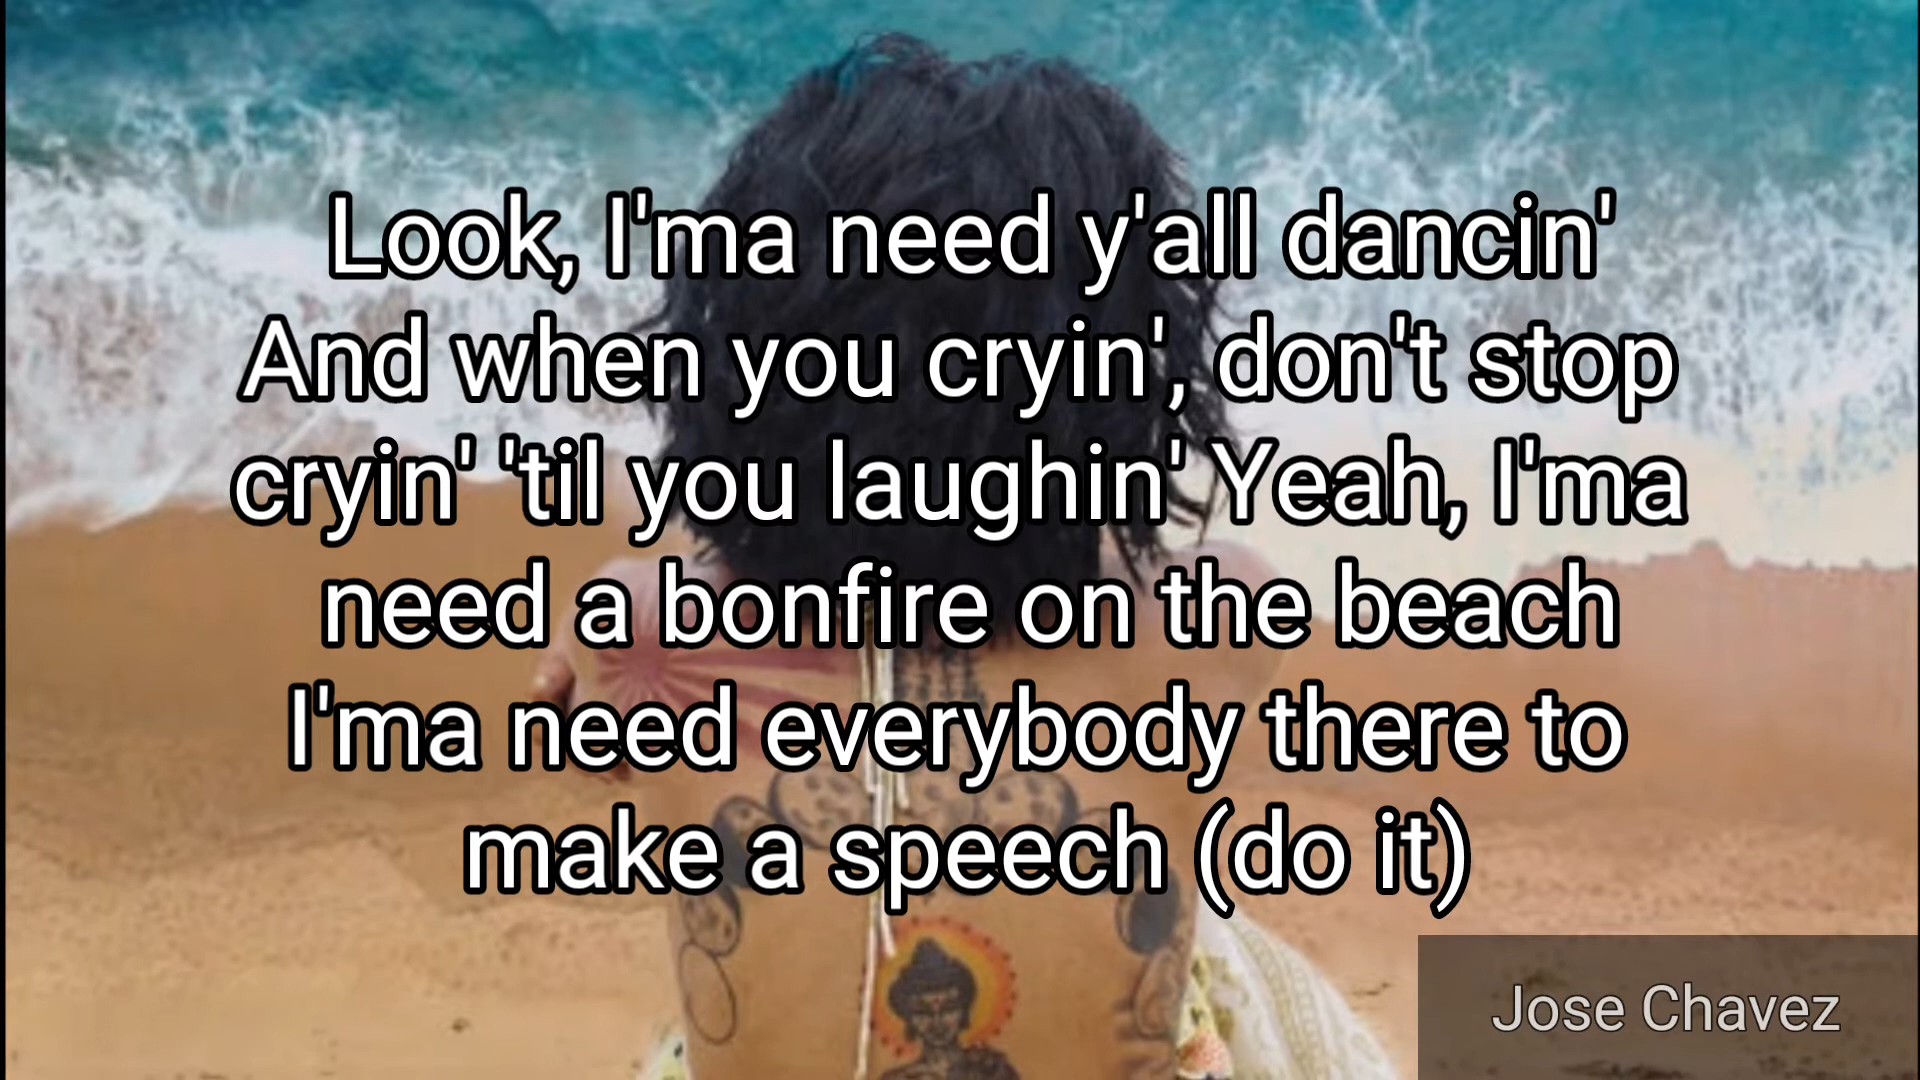 Look, I'ma need y'all dancin'
And when you cryin', don't stop
cryin' 'til you laughin' Yeah, I'ma
need a bonfire on the beach
I'ma need everybody there to
make a speech (do it)
Jose Chavez